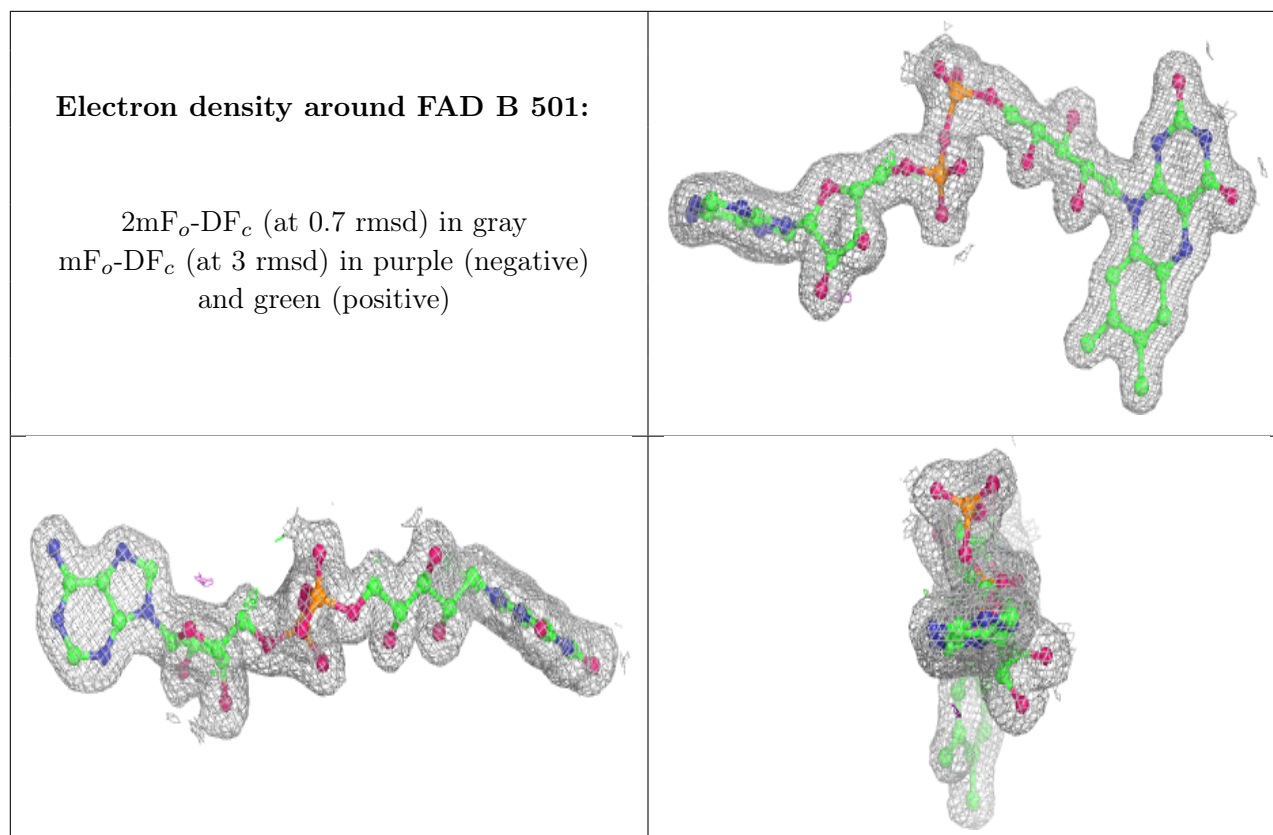 Electron density around FAD B 501:
2mFo-DFc (at 0.7 rmsd) in gray
mFo-DFc (at 3 rmsd) in purple (negative)
and green (positive)